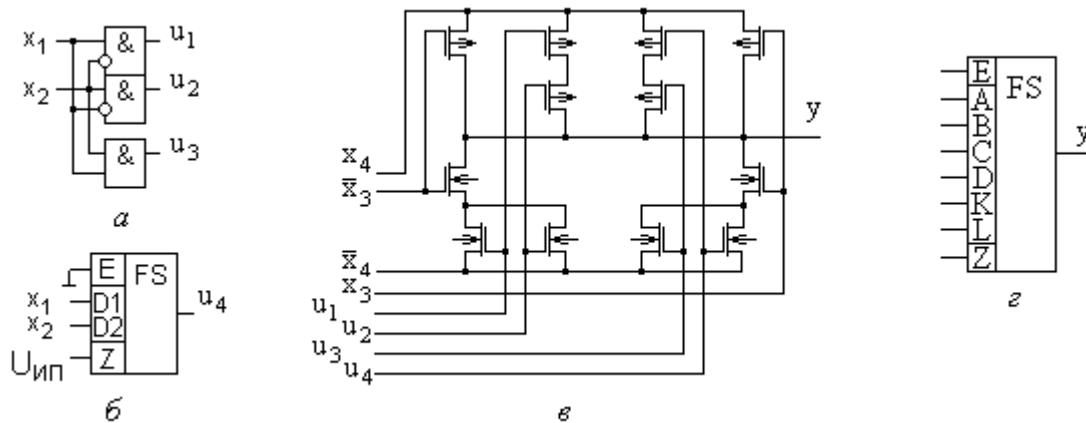 x₁
x₂
&
&
&
u₁
u₂
u₃
а
E
D1
D2
Z
FS
x₁
x₂
Uип
u₄
б
x₄
x̅₃
x̅₄
x₃
u₁
u₂
u₃
u₄
y
в
E
A
B
C
D
K
L
Z
FS
y
г